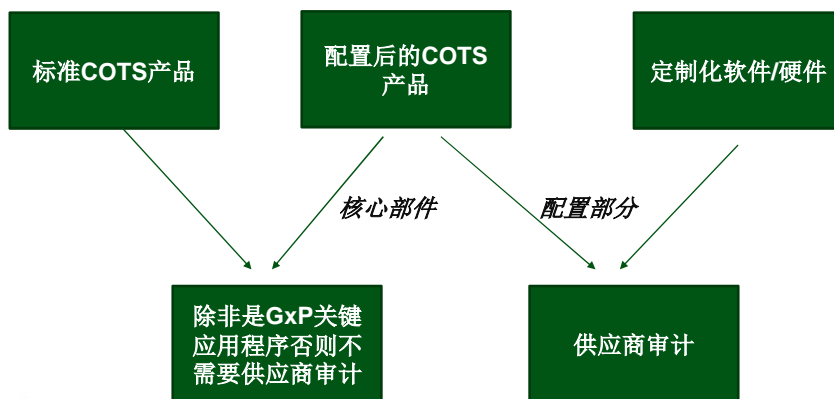 标准COTS产品
配置后的COTS
产品
定制化软件/硬件
核心部件
配置部分
除非是GxP关键
应用程序否则不
需要供应商审计
供应商审计